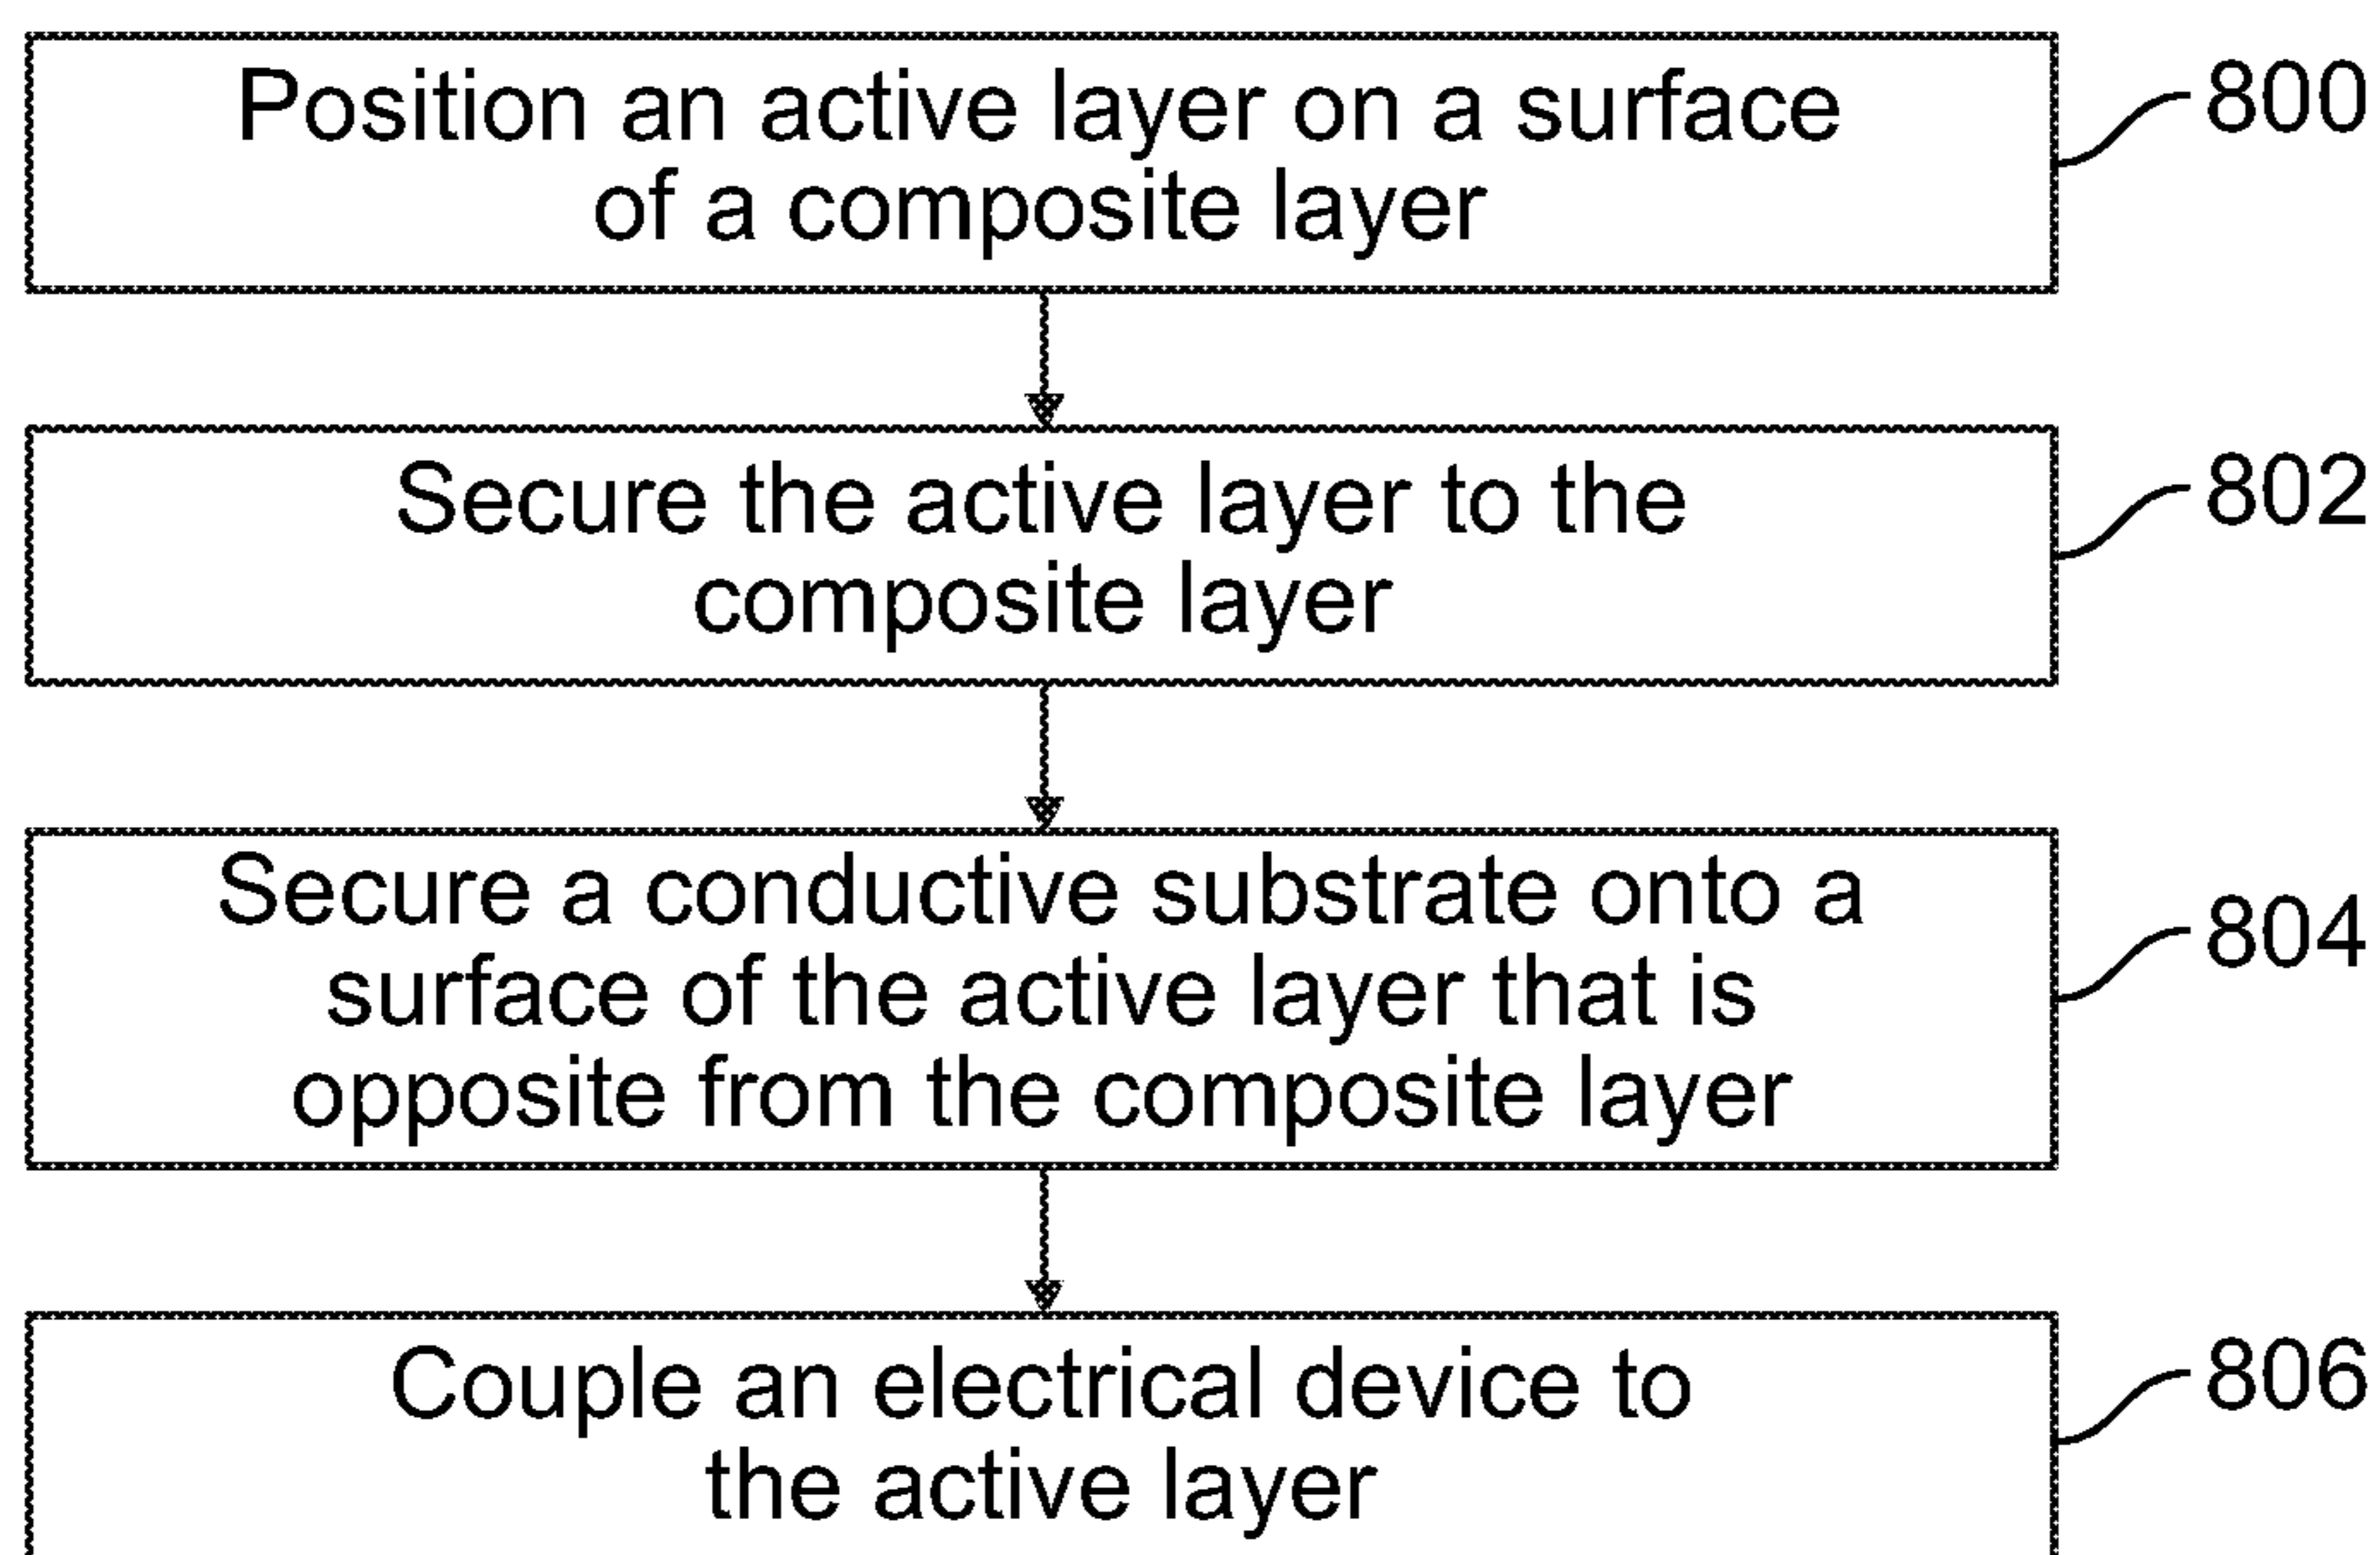 Position an active layer on a surface
of a composite layer
800
Secure the active layer to the
composite layer
802
Secure a conductive substrate onto a
surface of the active layer that is
opposite from the composite layer
804
Couple an electrical device to
the active layer
806